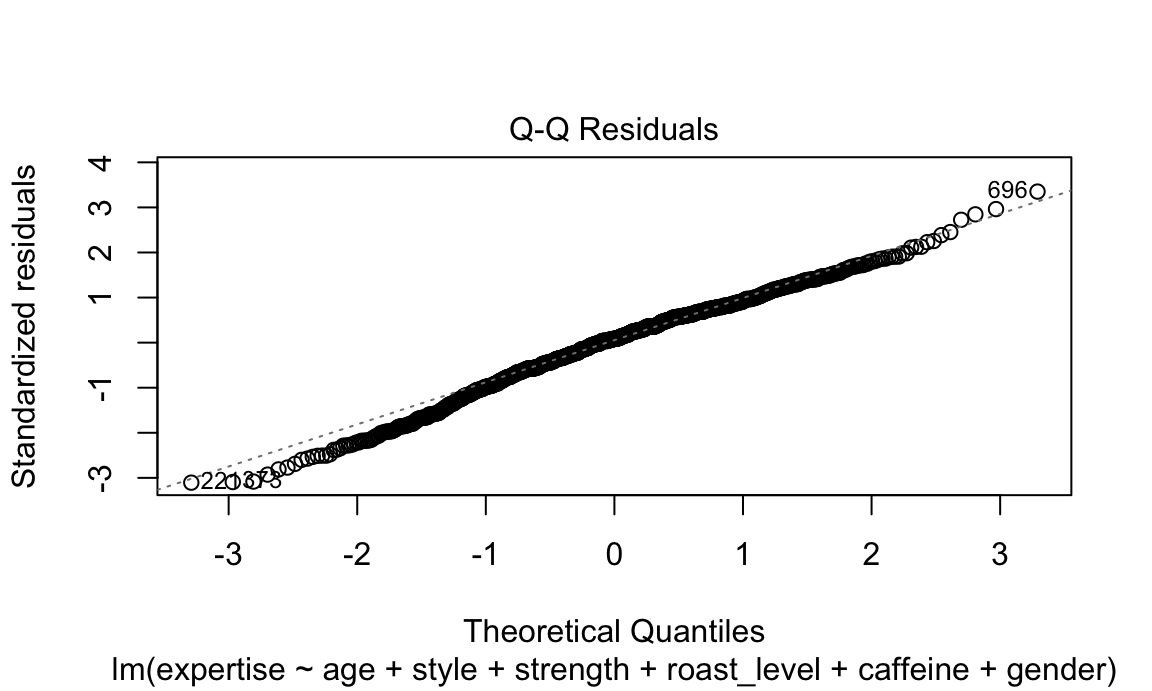 Q-Q Residuals
Standardized residuals
4
3
2
1
-1
-3
696
-3 -2 -1 0 1 2 3
Theoretical Quantiles
lm(expertise ~ age + style + strength + roast_level + caffeine + gender)